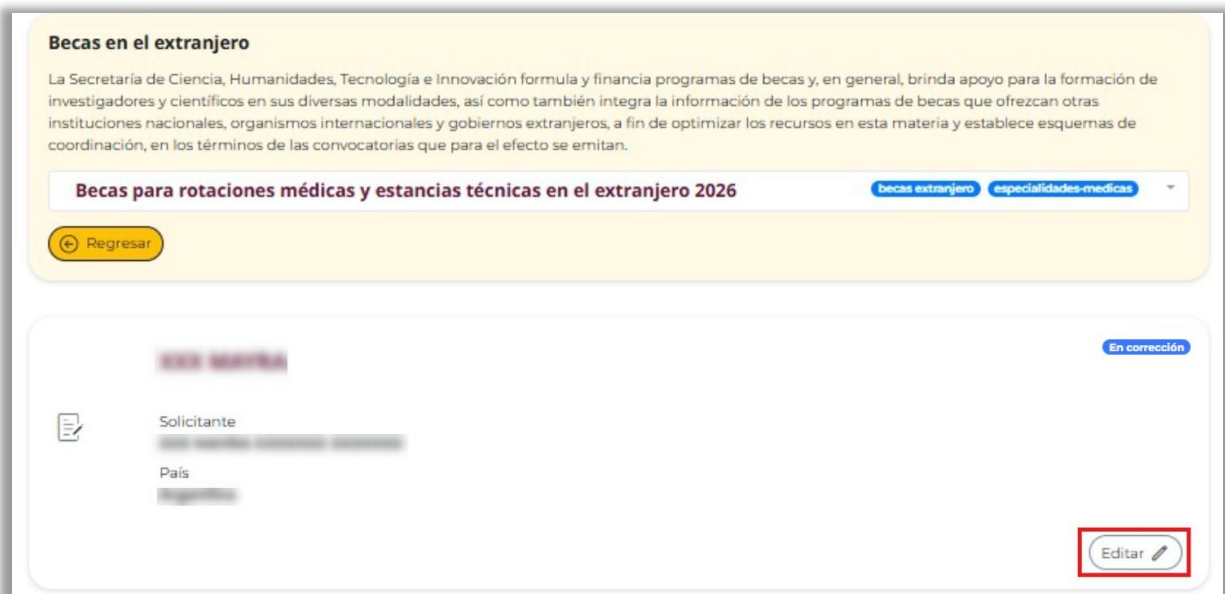 Becas en el extranjero
La Secretaría de Ciencia, Humanidades, Tecnología e Innovación formula y financia programas de becas y, en general, brinda apoyo para la formación de
investigadores y científicos en sus diversas modalidades, así como también integra la información de los programas de becas que ofrezcan otras
instituciones nacionales, organismos internacionales y gobiernos extranjeros, a fin de optimizar los recursos en esta materia y establece esquemas de
coordinación, en los términos de las convocatorias que para el efecto se emitan.
Becas para rotaciones médicas y estancias técnicas en el extranjero 2026 becas extranjero especialidades-medicas
Regresar
En corrección
Solicitante
País
Editar